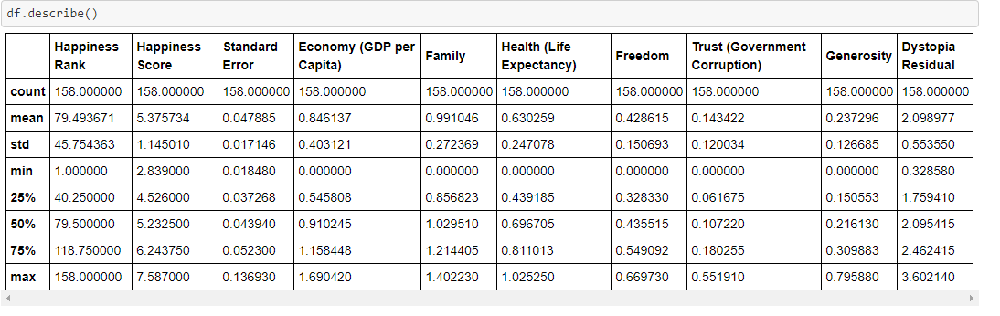 df.describe()
Happiness Rank Happiness Score Standard Error Economy (GDP per Capita) Family Health (Life Expectancy) Freedom Trust (Government Corruption) Generosity Dystopia Residual
count 158.000000 158.000000 158.000000 158.000000 158.000000 158.000000 158.000000 158.000000 158.000000 158.000000
mean 79.493671 5.375734 0.047885 0.846137 0.991046 0.630259 0.428615 0.143422 0.237296 2.098977
std 45.754363 1.145010 0.017146 0.403121 0.272369 0.247078 0.150693 0.120034 0.126685 0.553550
min 1.000000 2.839000 0.018480 0.000000 0.000000 0.000000 0.000000 0.000000 0.000000 0.328580
25% 40.250000 4.526000 0.037268 0.545808 0.856823 0.439185 0.328330 0.061675 0.150553 1.759410
50% 79.500000 5.232500 0.043940 0.910245 1.029510 0.696705 0.435515 0.107220 0.216130 2.095415
75% 118.750000 6.243750 0.052300 1.158448 1.214405 0.811013 0.549092 0.180255 0.309883 2.462415
max 158.000000 7.587000 0.136930 1.690420 1.402230 1.025250 0.669730 0.551910 0.795880 3.602140